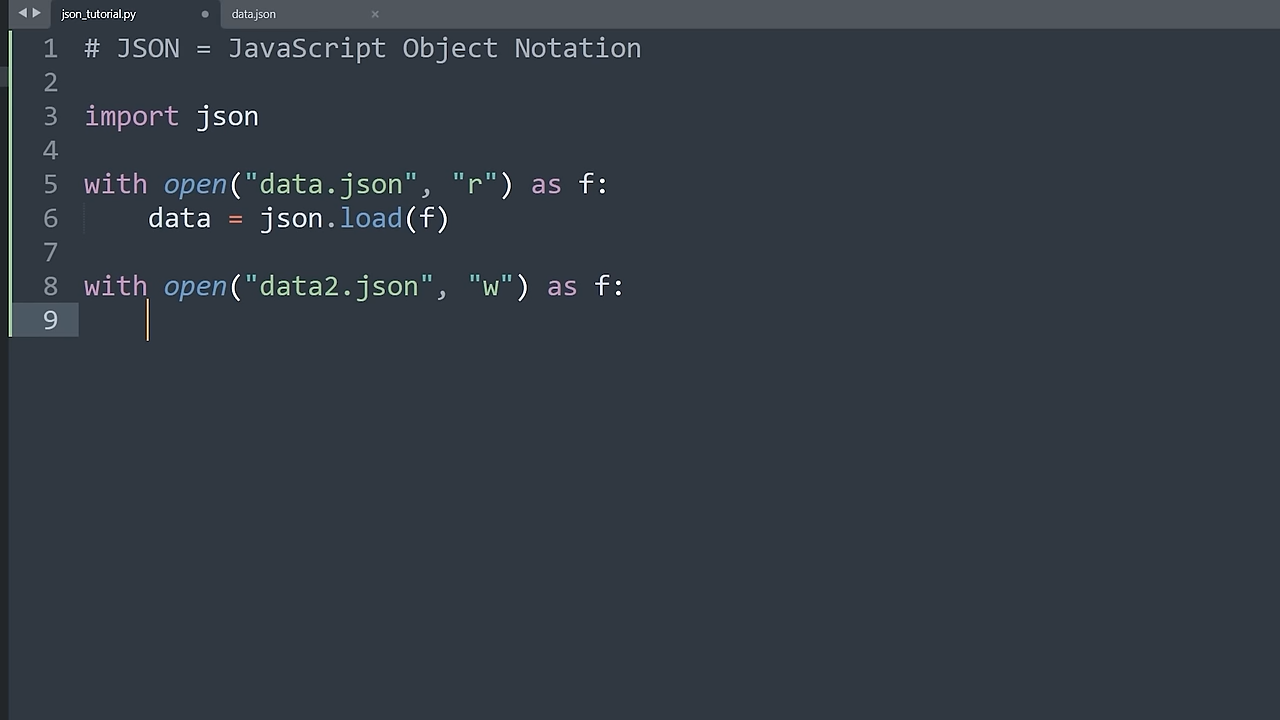 json_tutorial.py data.json
1 # JSON = JavaScript Object Notation
2
3 import json
4
5 with open("data.json", "r") as f:
6     data = json.load(f)
7
8 with open("data2.json", "w") as f:
9